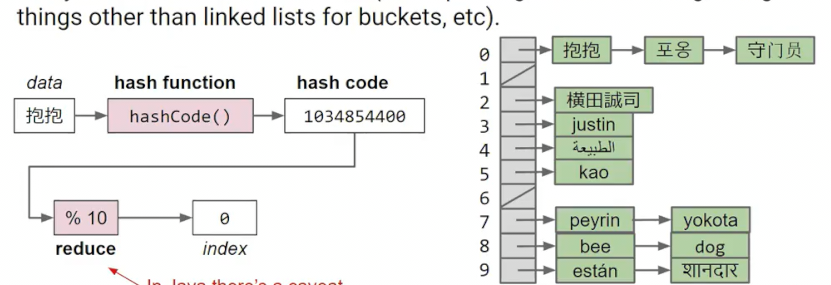 things other than linked lists for buckets, etc).
data
hash function
hash code
抱抱
hashCode()
1034854400
% 10
0
reduce
index
In Java there's a caveat
0 抱抱 포옹 守门员
1
2 横田誠司
3 justin
4 الطبيعة
5 kao
6
7 peyrin yokota
8 bee dog
9 están शानदार